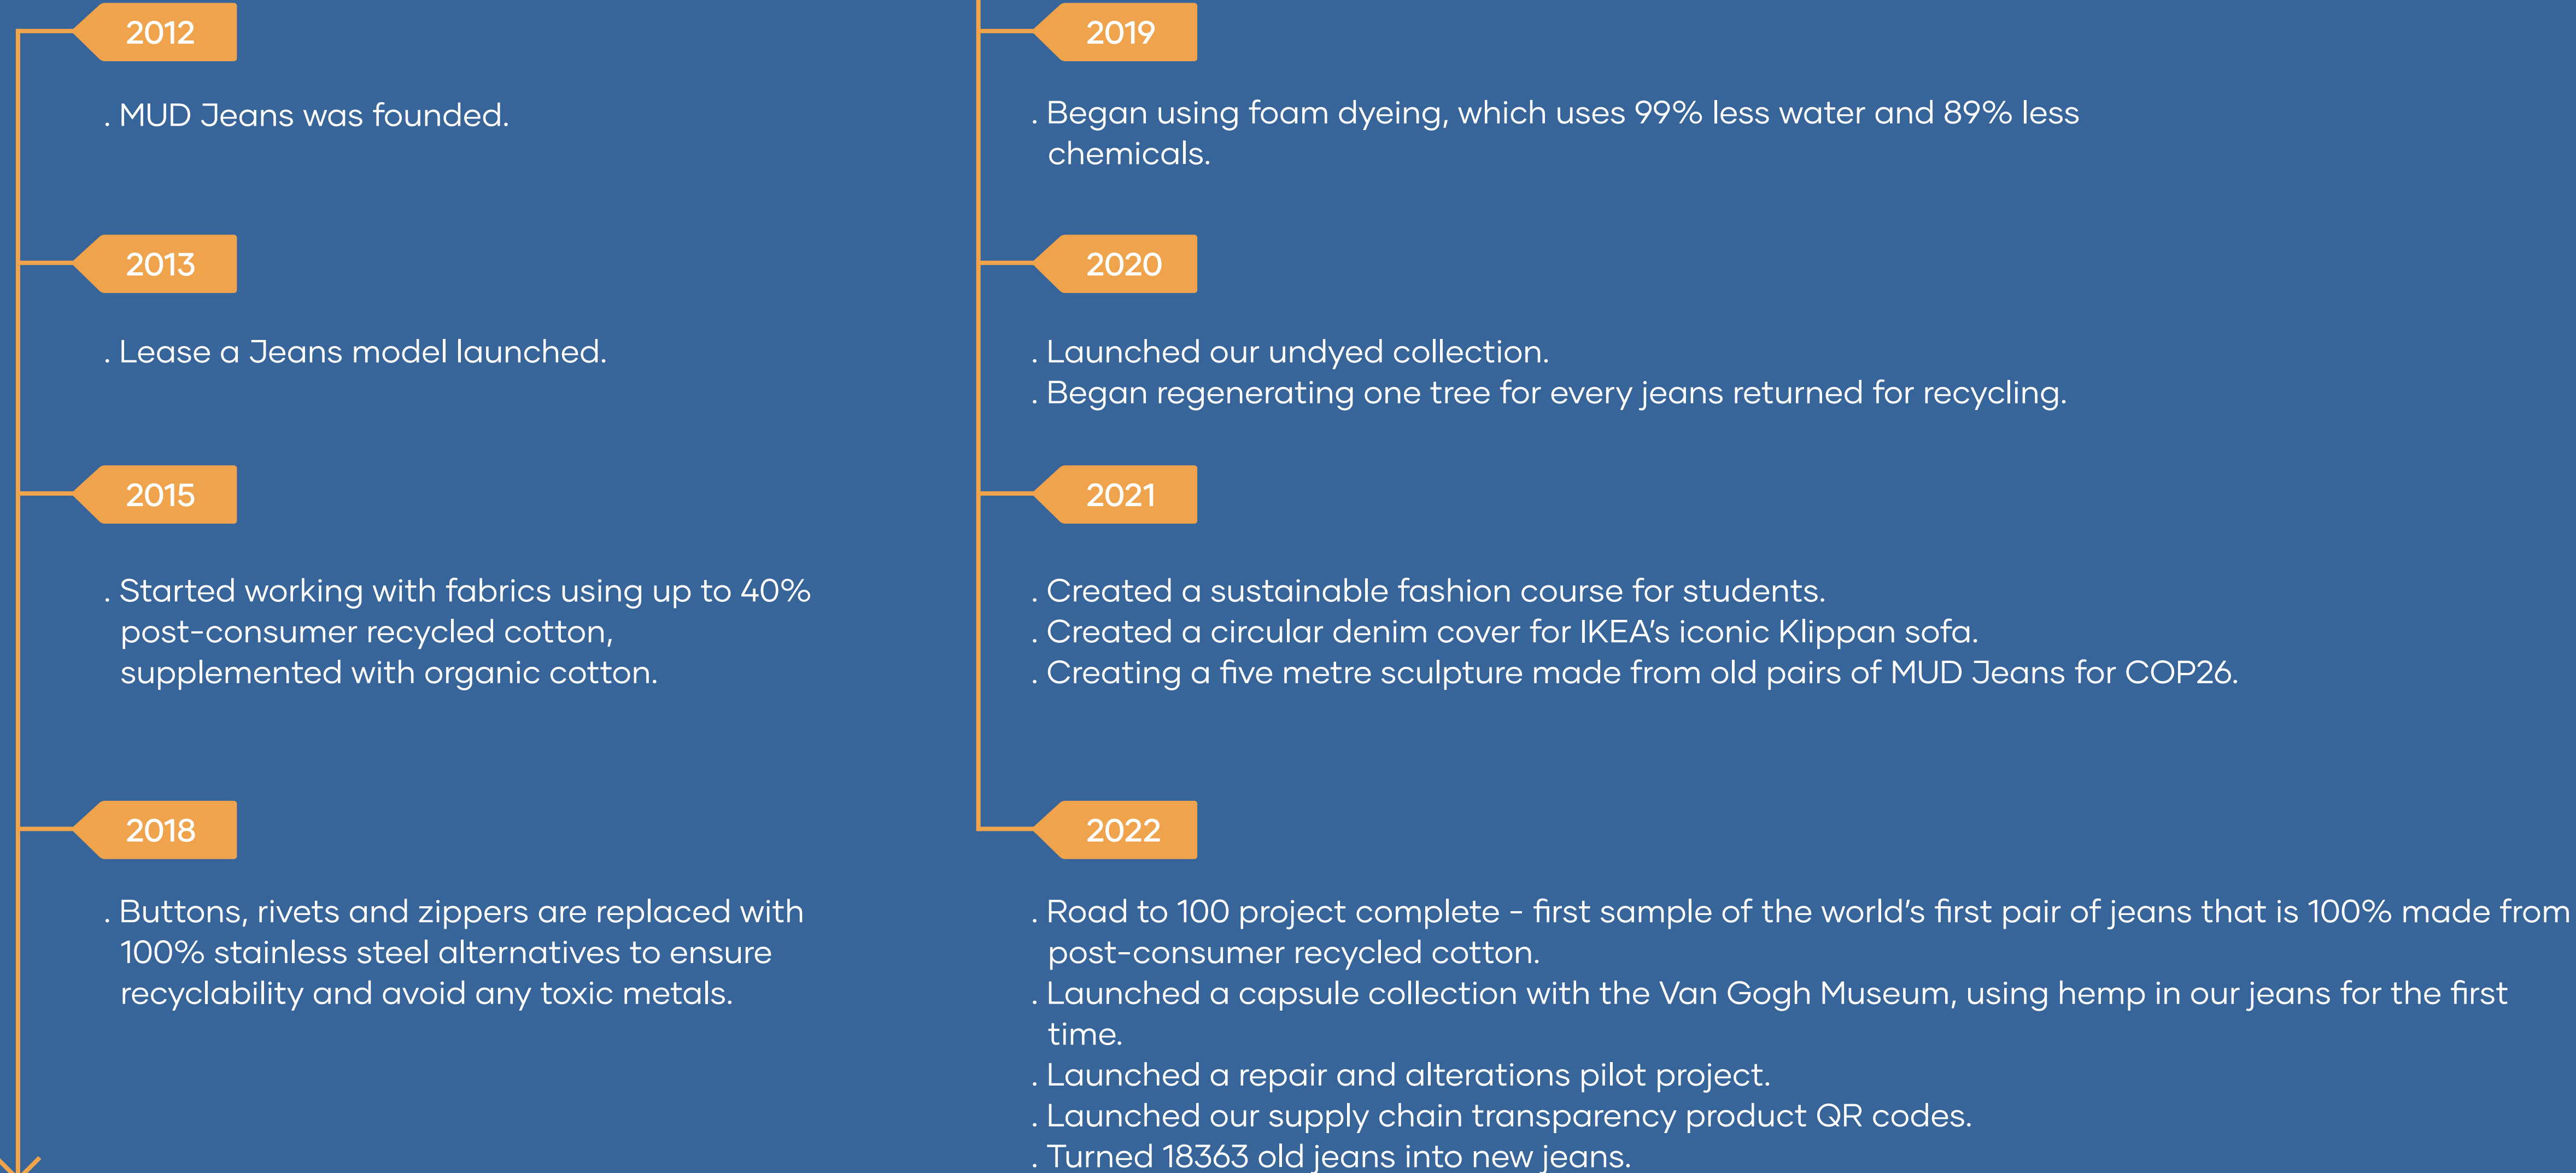 2012
. MUD Jeans was founded.
2013
. Lease a Jeans model launched.
2015
. Started working with fabrics using up to 40%
post-consumer recycled cotton,
supplemented with organic cotton.
2018
. Buttons, rivets and zippers are replaced with
100% stainless steel alternatives to ensure
recyclability and avoid any toxic metals.
2019
. Began using foam dyeing, which uses 99% less water and 89% less
chemicals.
2020
. Launched our undyed collection.
. Began regenerating one tree for every jeans returned for recycling.
2021
. Created a sustainable fashion course for students.
. Created a circular denim cover for IKEA’s iconic Klippan sofa.
. Creating a five metre sculpture made from old pairs of MUD Jeans for COP26.
2022
. Road to 100 project complete - first sample of the world’s first pair of jeans that is 100% made from
post-consumer recycled cotton.
. Launched a capsule collection with the Van Gogh Museum, using hemp in our jeans for the first
time.
. Launched a repair and alterations pilot project.
. Launched our supply chain transparency product QR codes.
. Turned 18363 old jeans into new jeans.